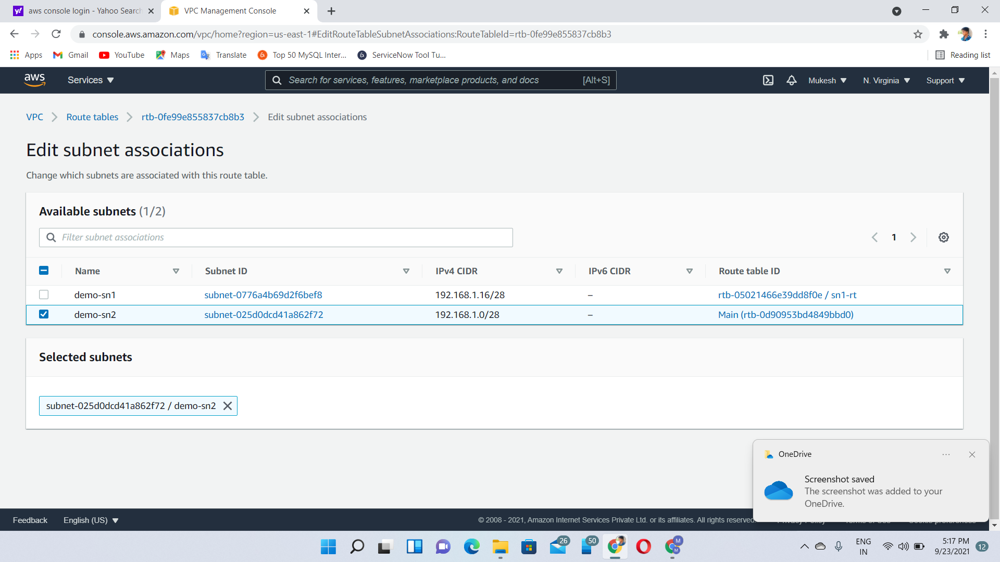 aws console login - Yahoo Search
VPC Management Console
console.aws.amazon.com/vpc/home?region=us-east-1#EditRouteTableSubnetAssociations:RouteTableId=rtb-0fe99e855837cb8b3
Apps Gmail YouTube Maps Translate Top 50 MySQL Inter... ServiceNow Tool Tu... Reading list
aws Services Search for services, features, marketplace products, and docs [Alt+S] Mukesh N. Virginia Support
VPC Route tables rtb-0fe99e855837cb8b3 Edit subnet associations
Edit subnet associations
Change which subnets are associated with this route table.
Available subnets (1/2)
Filter subnet associations
1
Name Subnet ID IPv4 CIDR IPv6 CIDR Route table ID
demo-sn1 subnet-0776a4b69d2f6bef8 192.168.1.16/28 – rtb-05021466e39dd8f0e / sn1-rt
demo-sn2 subnet-025d0dcd41a862f72 192.168.1.0/28 – Main (rtb-0d90953bd4849bbd0)
Selected subnets
subnet-025d0dcd41a862f72 / demo-sn2
OneDrive
Screenshot saved
The screenshot was added to your
OneDrive.
Feedback English (US) © 2008 - 2021, Amazon Internet Services Private Ltd. or its affiliates. All rights reserved.
26 50 M M
ENG
IN
5:17 PM
9/23/2021
12